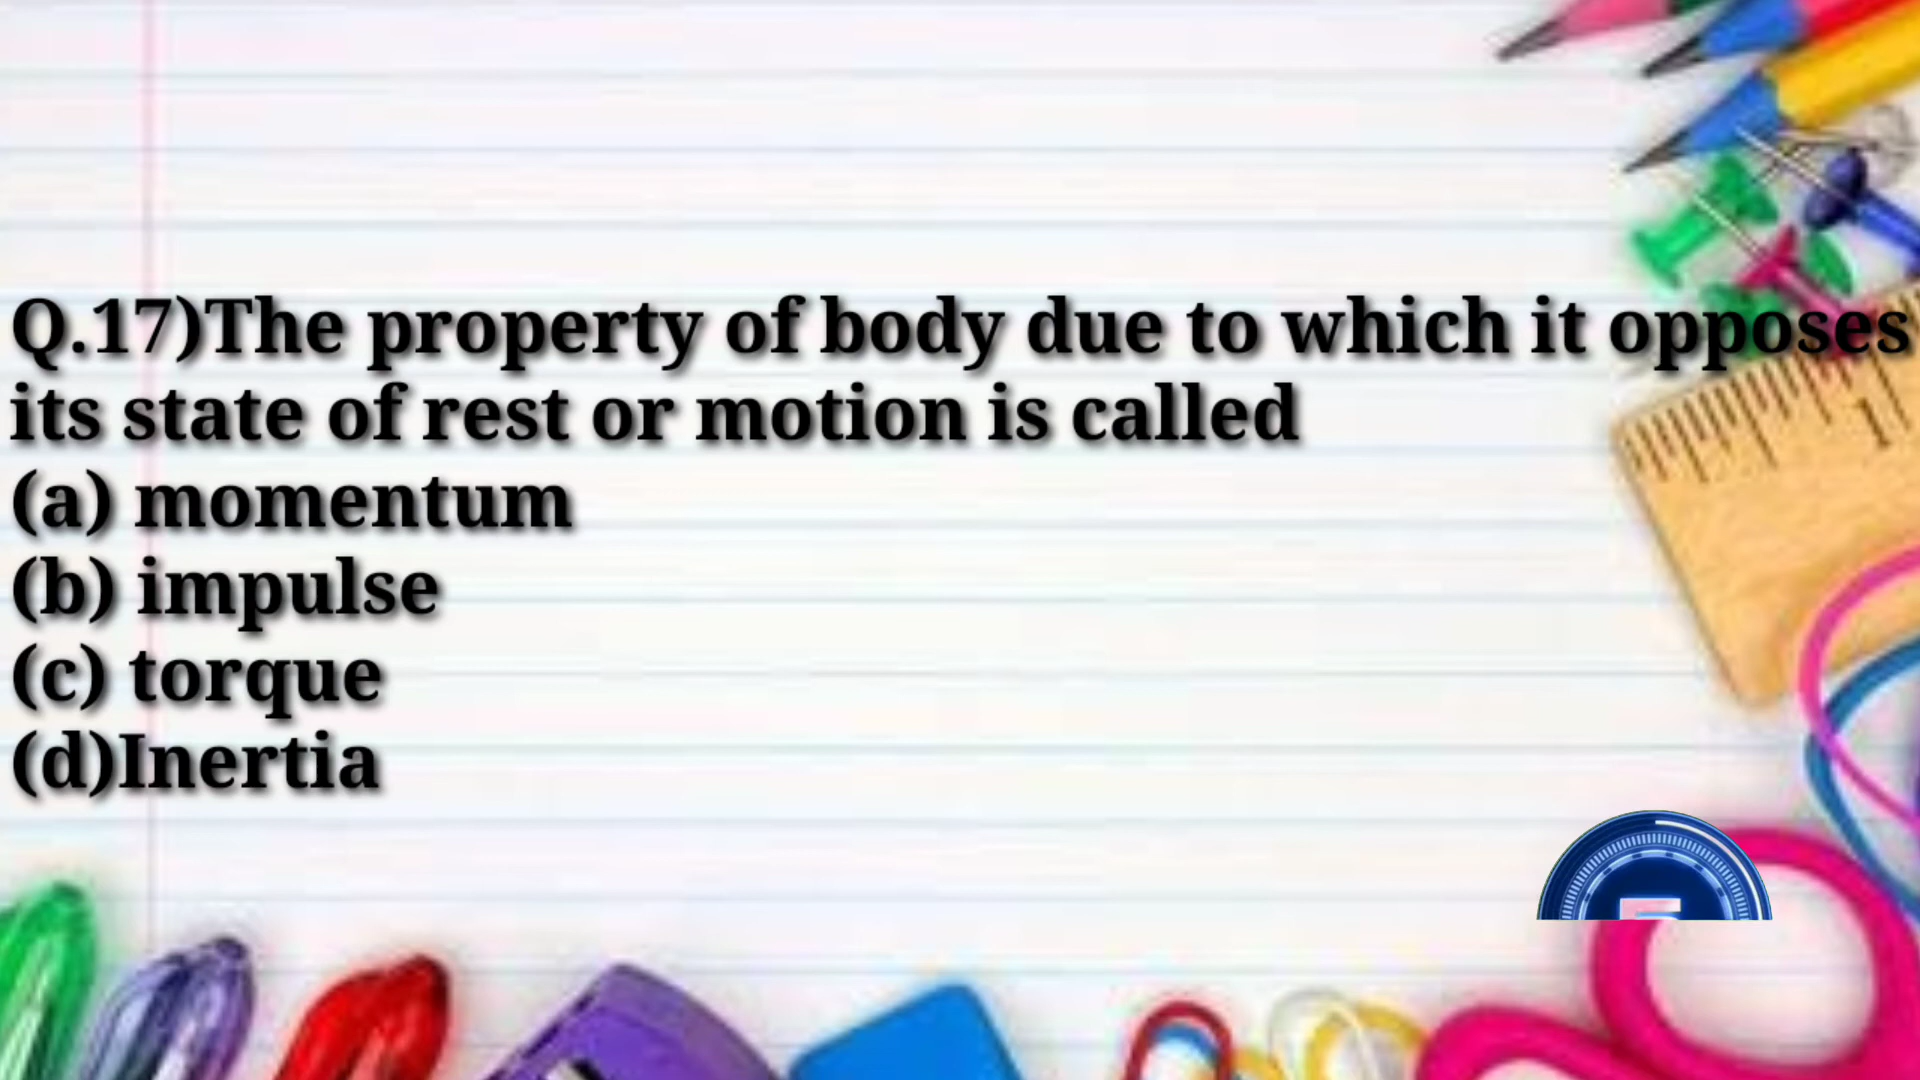 Q.17)The property of body due to which it opposes
its state of rest or motion is called
(a) momentum
(b) impulse
(c) torque
(d)Inertia
1